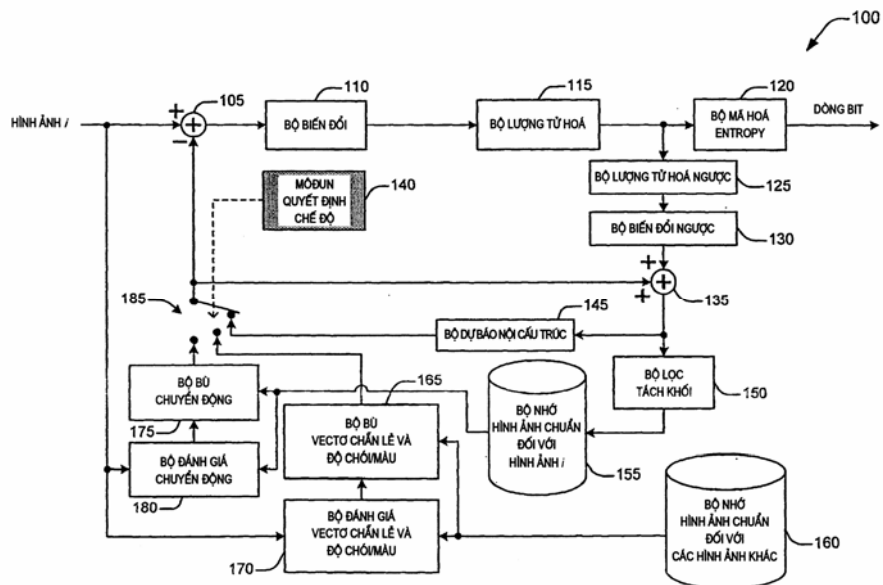 100
HÌNH ẢNH i
+
105
−
110
BỘ BIẾN ĐỔI
115
BỘ LƯỢNG TỬ HOÁ
120
BỘ MÃ HOÁ
ENTROPY
DÒNG BIT
BỘ LƯỢNG TỬ HOÁ NGƯỢC
125
BỘ BIẾN ĐỔI NGƯỢC
130
MÔĐUN
QUYẾT ĐỊNH
CHẾ ĐỘ
140
+
+
+
135
185
145
BỘ DỰ BÁO NỘI CẤU TRÚC
BỘ LỌC
TÁCH KHỐI
150
BỘ BÙ
CHUYỂN ĐỘNG
175
165
BỘ BÙ
VECTƠ CHẴN LẺ VÀ
ĐỘ CHÓI/MÀU
BỘ NHỚ
HÌNH ẢNH CHUẨN
ĐỐI VỚI
HÌNH ẢNH i
155
BỘ ĐÁNH GIÁ
CHUYỂN ĐỘNG
180
BỘ ĐÁNH GIÁ
VECTƠ CHẴN LẺ VÀ
ĐỘ CHÓI/MÀU
170
BỘ NHỚ
HÌNH ẢNH CHUẨN
ĐỐI VỚI
CÁC HÌNH ẢNH KHÁC
160